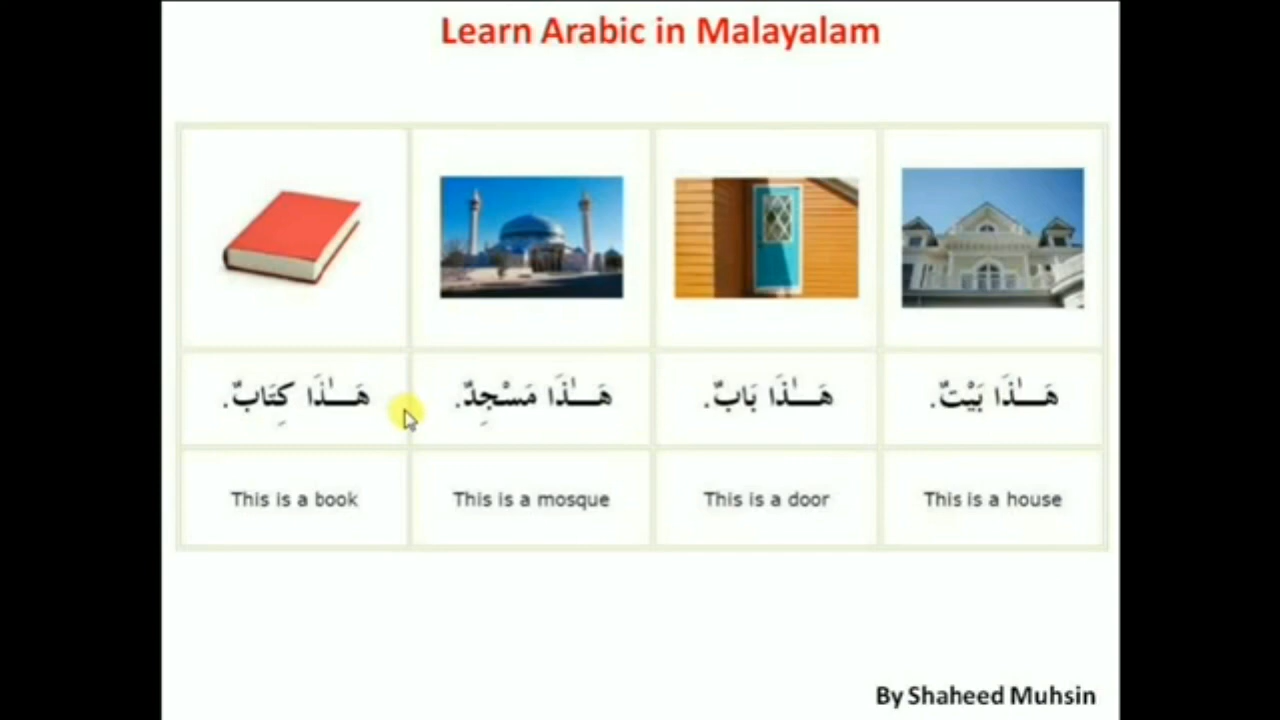 Learn Arabic in Malayalam
هَـٰذَا كِتَابٌ.
هَـٰذَا مَسْجِدٌ.
هَـٰذَا بَابٌ.
هَـٰذَا بَيْتٌ.
This is a book
This is a mosque
This is a door
This is a house
By Shaheed Muhsin